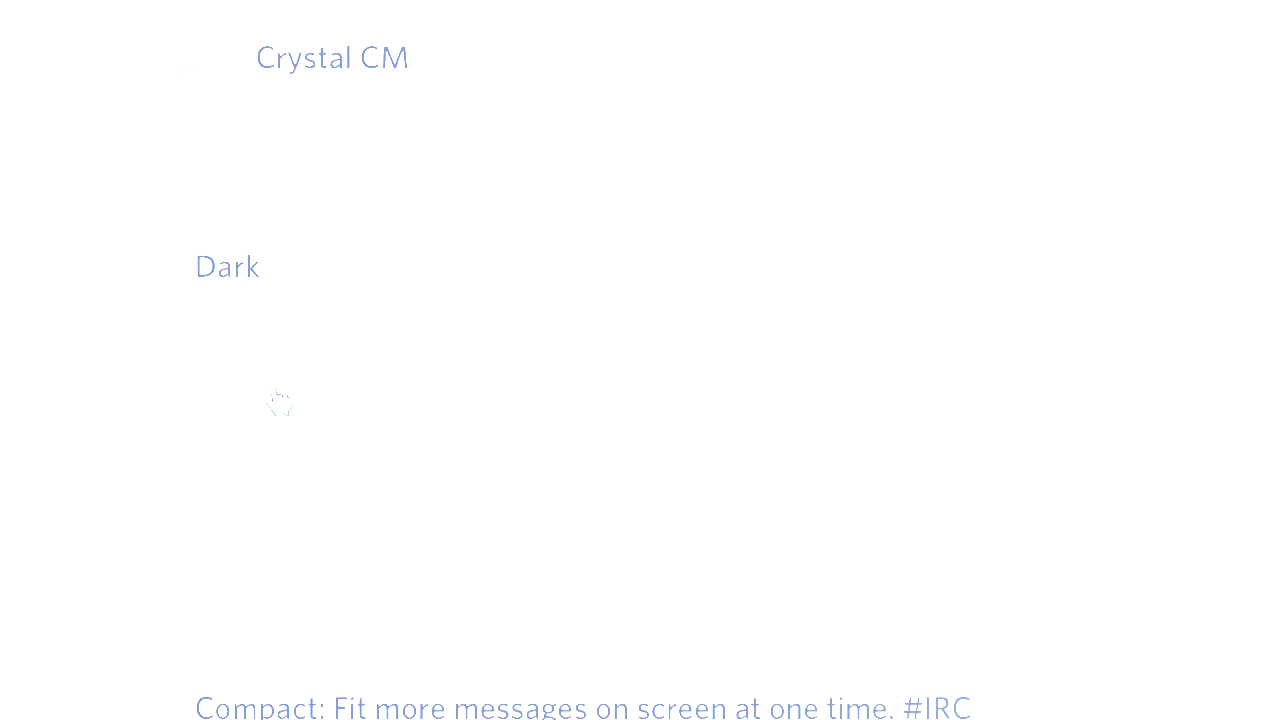 Crystal CM
Dark
Compact: Fit more messages on screen at one time. #IRC